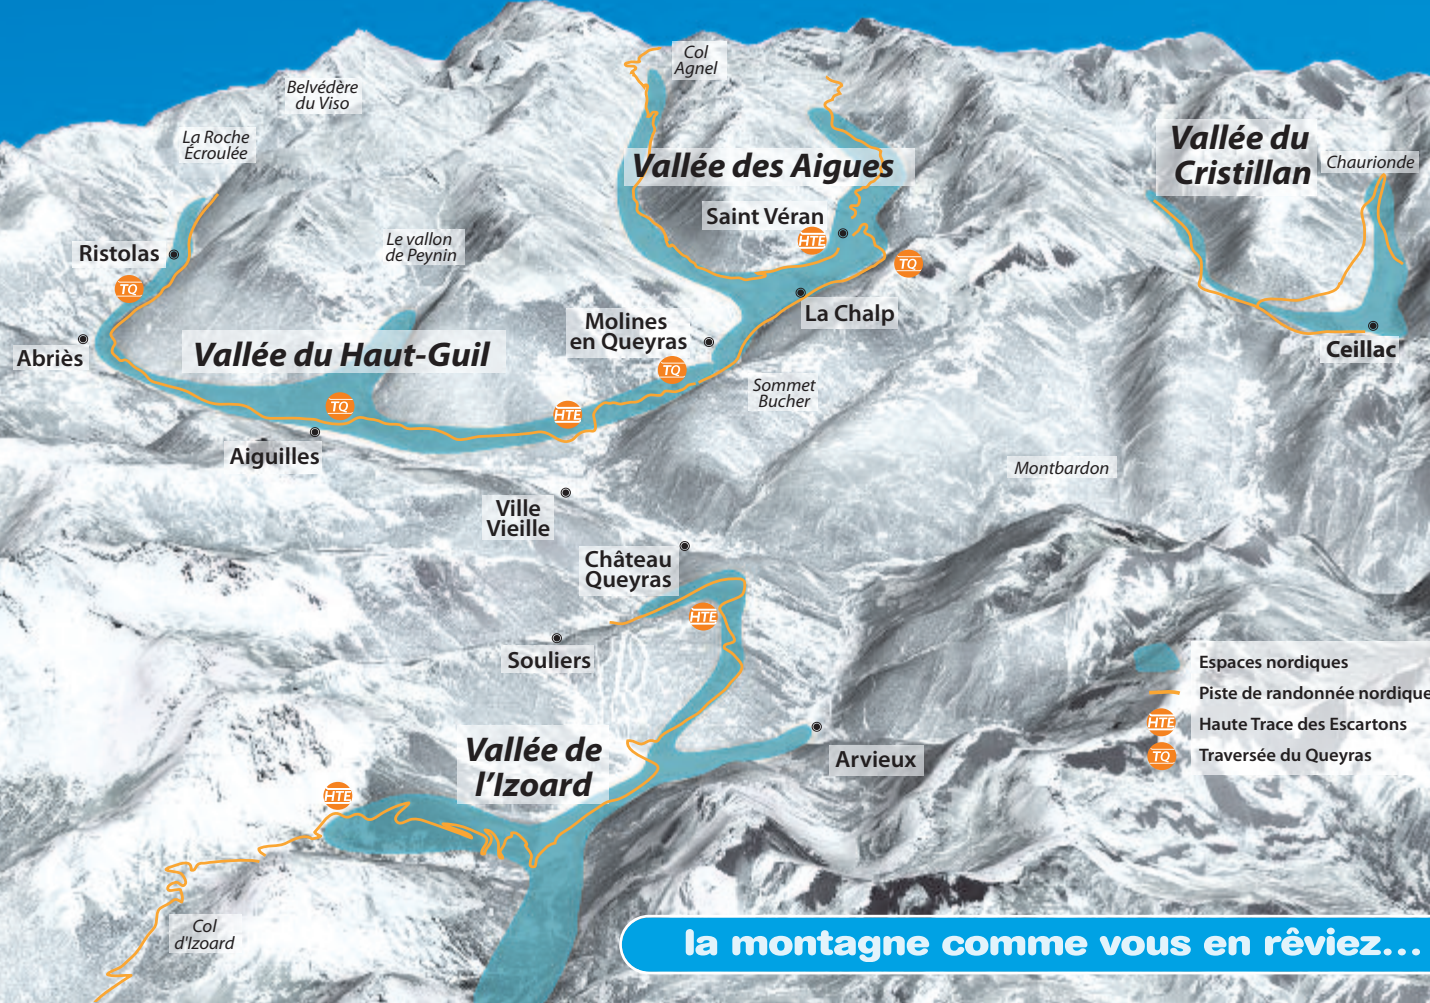 Col
Agnel
Belvédère
du Viso
La Roche
Écroulée
Vallée du
Cristillan
Chaurionde
Vallée des Aigues
Saint Véran
HTE
Le vallon
de Peynin
Ristolas
TQ
TQ
La Chalp
Molines
en Queyras
TQ
Abriès
Vallée du Haut-Guil
Ceillac
Sommet
Bucher
TQ
HTE
Aiguilles
Montbardon
Ville
Vieille
Château
Queyras
HTE
Souliers
Espaces nordiques
Piste de randonnée nordique
HTE Haute Trace des Escartons
TQ Traversée du Queyras
Vallée de
l'Izoard
Arvieux
HTE
Col
d'Izoard
la montagne comme vous en rêviez...